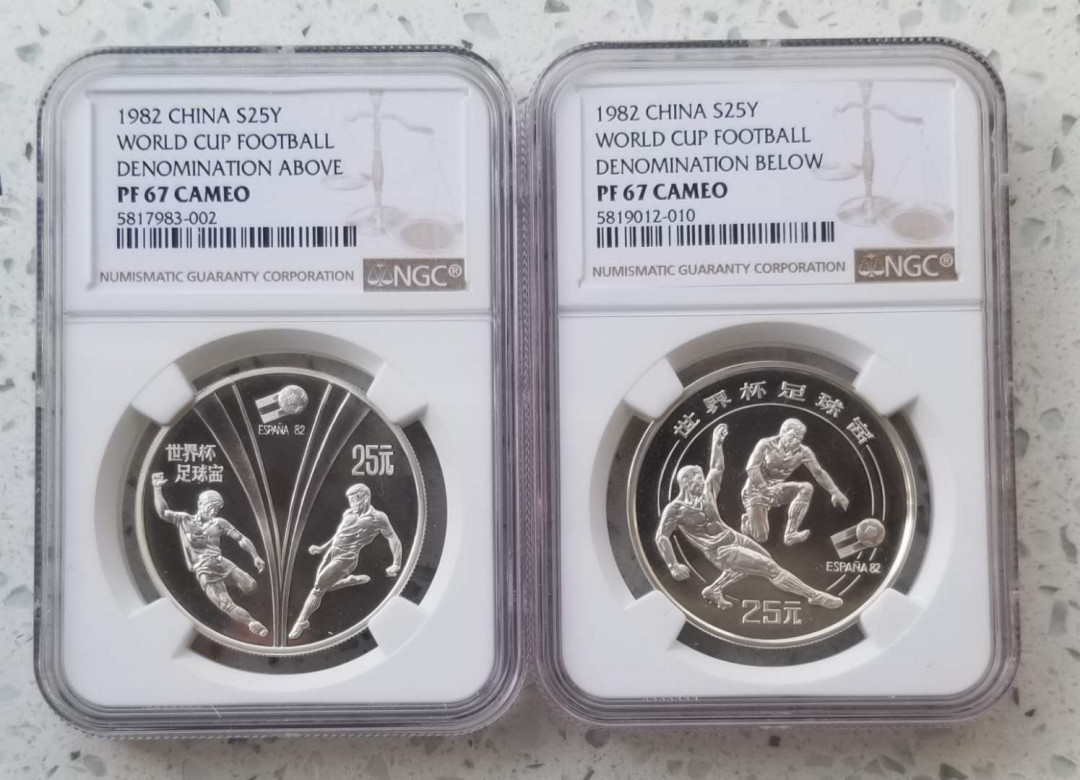 1982 CHINA S25Y
WORLD CUP FOOTBALL
DENOMINATION ABOVE
PF 67 CAMEO
5817983-002
NUMISMATIC GUARANTY CORPORATION
NGC®
ESPAÑA 82
世界杯
足球宙
25元
1982 CHINA S25Y
WORLD CUP FOOTBALL
DENOMINATION BELOW
PF 67 CAMEO
5819012-010
NUMISMATIC GUARANTY CORPORATION
NGC®
世界杯足球宙
ESPAÑA 82
25元